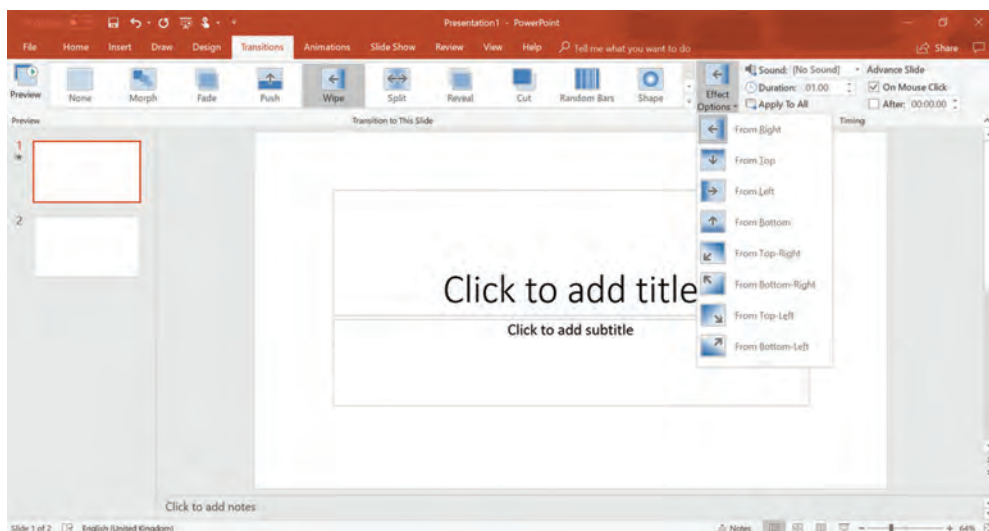 Presentation1 - PowerPoint
File Home Insert Draw Design Transitions Animations Slide Show Review View Help Tell me what you want to do Share
Preview None Morph Fade Push Wipe Split Reveal Cut Random Bars Shape
Effect Options
Sound: [No Sound]
Duration: 01.00
Apply To All
Advance Slide
On Mouse Click
After: 00:00.00
Preview Transition to This Slide Timing
From Right
From Top
From Left
From Bottom
From Top-Right
From Bottom-Right
From Top-Left
From Bottom-Left
1
2
Click to add title
Click to add subtitle
Click to add notes
Slide 1 of 2 English (United Kingdom) Notes 64%